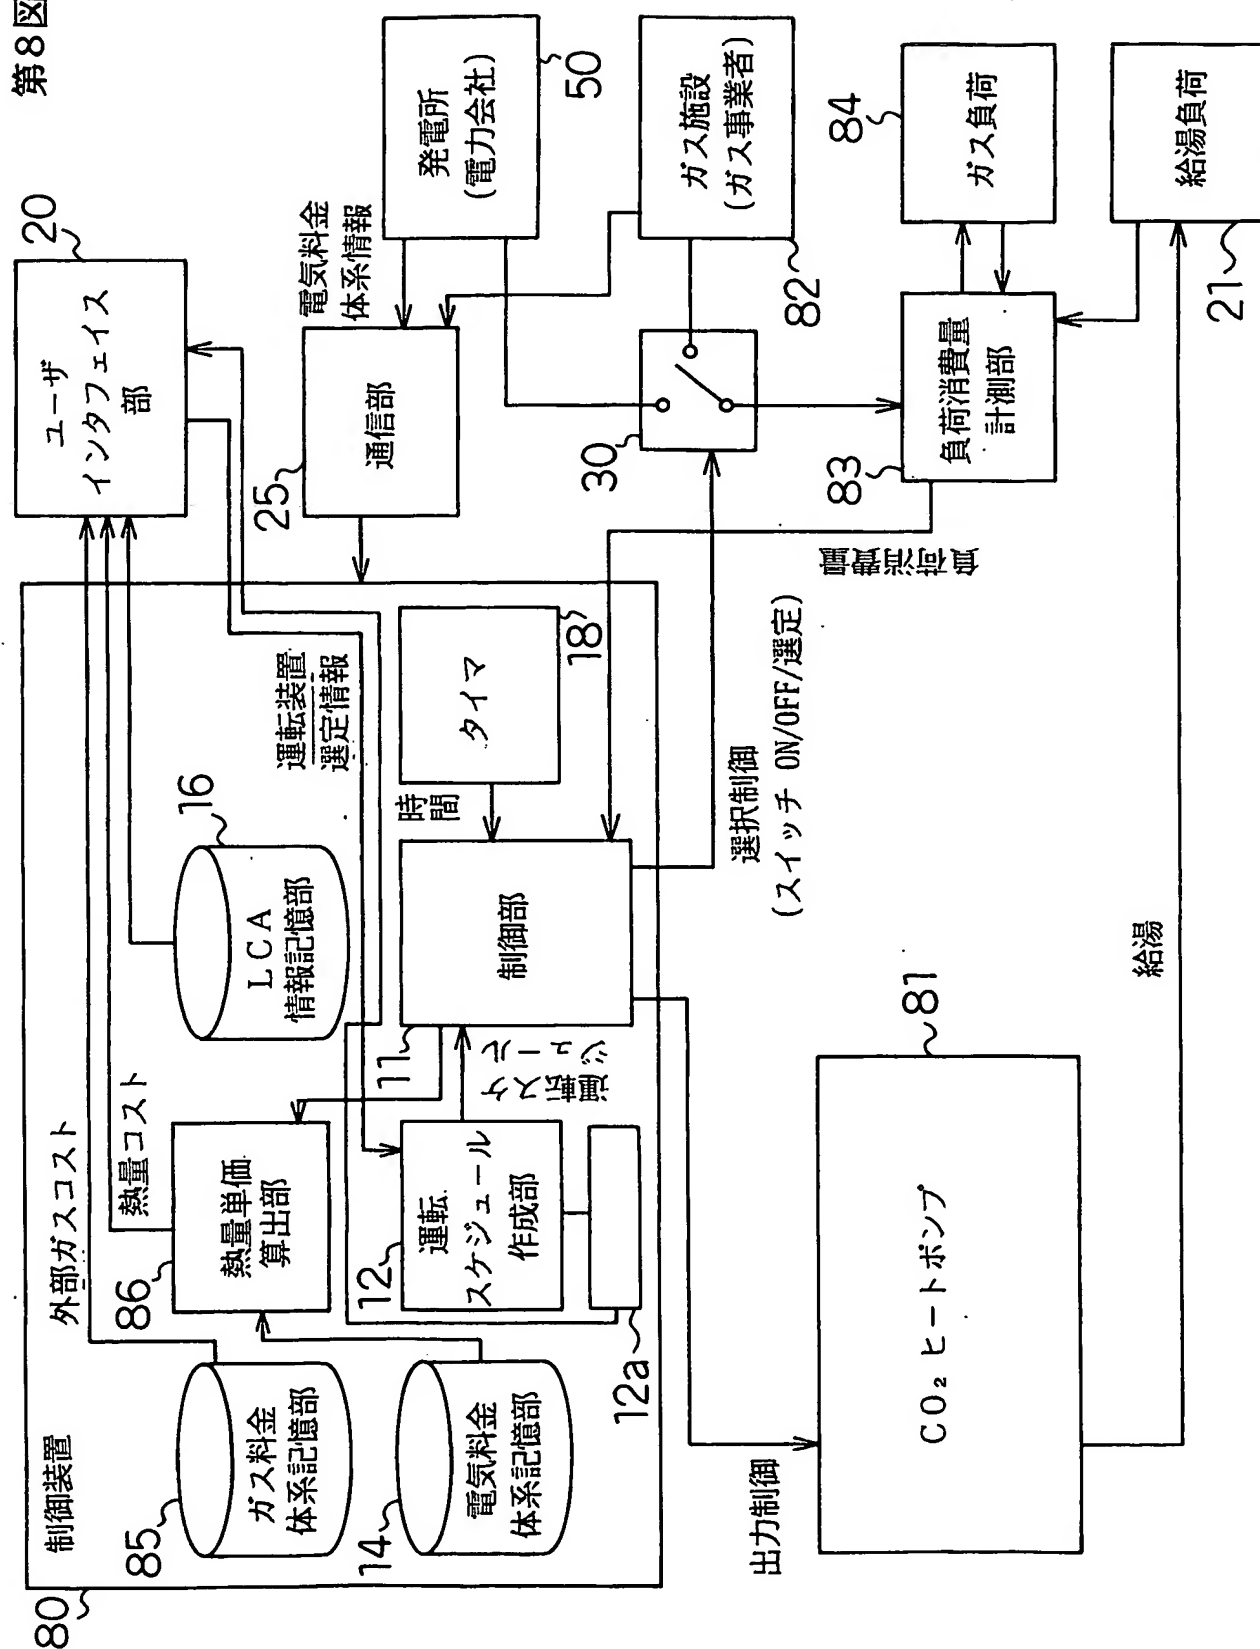 第8図
80
制御装置
85
ガス料金
体系記憶部
14
電気料金
体系記憶部
外部ガスコスト
熱量コスト
86
熱量単価
算出部
12
運転
スケジュール
作成部
12a
運転スケ
ジュール
16
LCA
情報記憶部
運転装置
選定情報
11
制御部
時間
タイマ
18
20
ユーザ
インタフェイス
部
25
通信部
電気料金
体系情報
発電所
(電力会社)
50
ガス施設
(ガス事業者)
82
30
選択制御
(スイッチ ON/OFF/選定)
負荷消費量
83
負荷消費量
計測部
84
ガス負荷
給湯負荷
21
出力制御
CO₂ ヒートポンプ
81
給湯